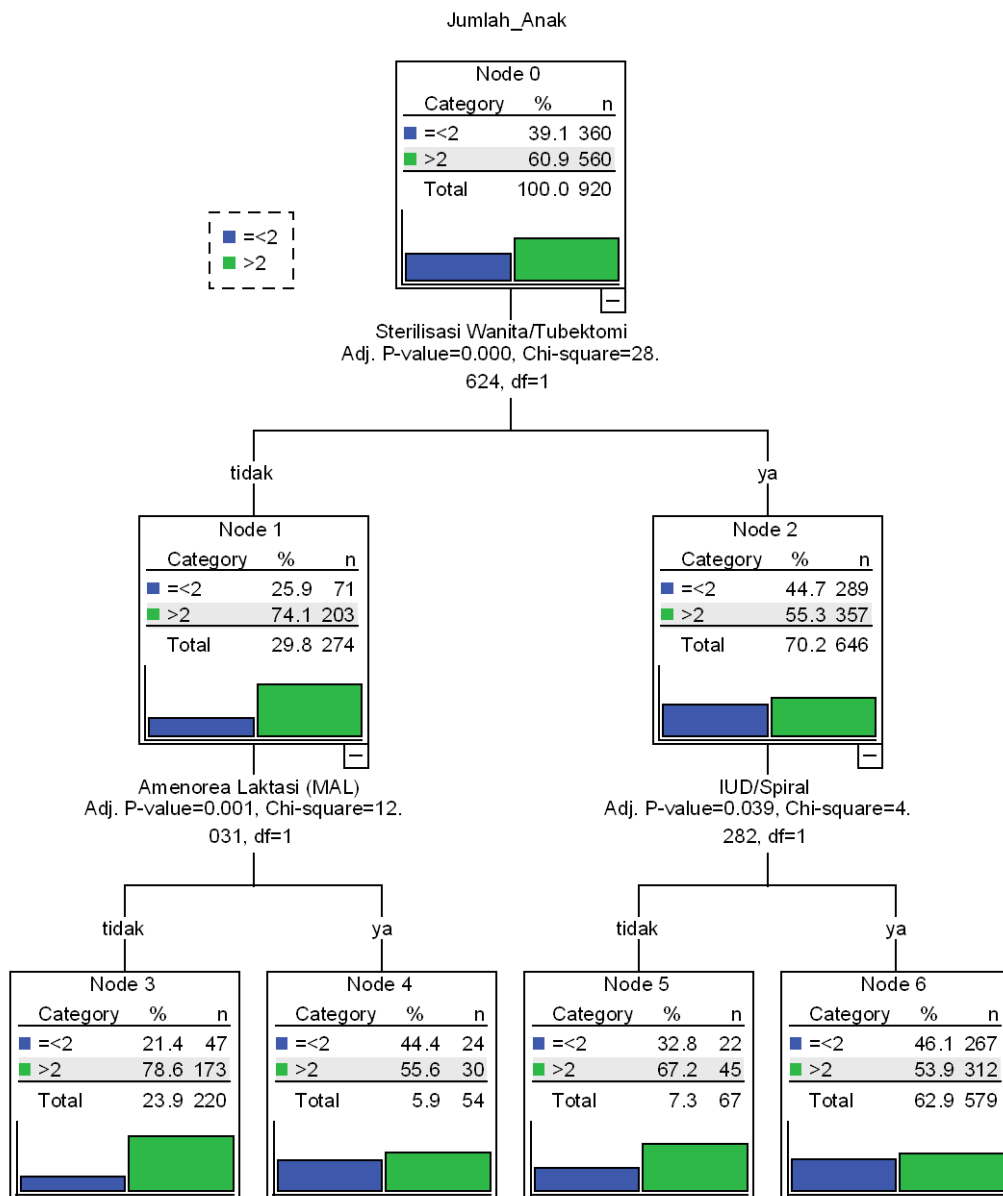 Jumlah_Anak
Node 0
Category % n
=<2 39.1 360
>2 60.9 560
Total 100.0 920
=<2
>2
Sterilisasi Wanita/Tubektomi
Adj. P-value=0.000, Chi-square=28.
624, df=1
tidak
ya
Node 1
Category % n
=<2 25.9 71
>2 74.1 203
Total 29.8 274
Node 2
Category % n
=<2 44.7 289
>2 55.3 357
Total 70.2 646
Amenorea Laktasi (MAL)
Adj. P-value=0.001, Chi-square=12.
031, df=1
IUD/Spiral
Adj. P-value=0.039, Chi-square=4.
282, df=1
tidak
ya
tidak
ya
Node 3
Category % n
=<2 21.4 47
>2 78.6 173
Total 23.9 220
Node 4
Category % n
=<2 44.4 24
>2 55.6 30
Total 5.9 54
Node 5
Category % n
=<2 32.8 22
>2 67.2 45
Total 7.3 67
Node 6
Category % n
=<2 46.1 267
>2 53.9 312
Total 62.9 579